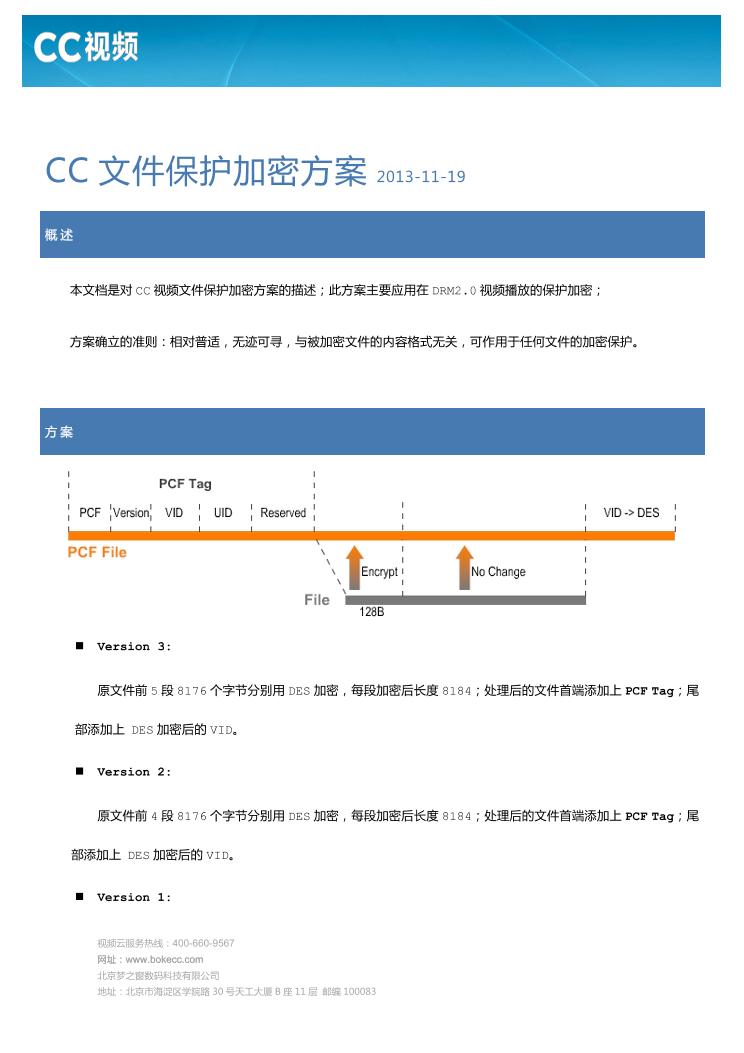 CC视频
CC 文件保护加密方案 2013-11-19
概述
本文档是对 CC 视频文件保护加密方案的描述；此方案主要应用在 DRM2.0 视频播放的保护加密；
方案确立的准则：相对普适，无迹可寻，与被加密文件的内容格式无关，可作用于任何文件的加密保护。
方案
PCF Tag
PCF Version VID UID Reserved VID -> DES
PCF File
Encrypt No Change
File
128B
■ Version 3:
原文件前 5 段 8176 个字节分别用 DES 加密，每段加密后长度 8184；处理后的文件首端添加上 PCF Tag；尾
部添加上 DES 加密后的 VID。
■ Version 2:
原文件前 4 段 8176 个字节分别用 DES 加密，每段加密后长度 8184；处理后的文件首端添加上 PCF Tag；尾
部添加上 DES 加密后的 VID。
■ Version 1:
视频云服务热线：400-660-9567
网址：www.bokecc.com
北京梦之窗数码科技有限公司
地址：北京市海淀区学院路 30 号天工大厦 B 座 11 层 邮编 100083